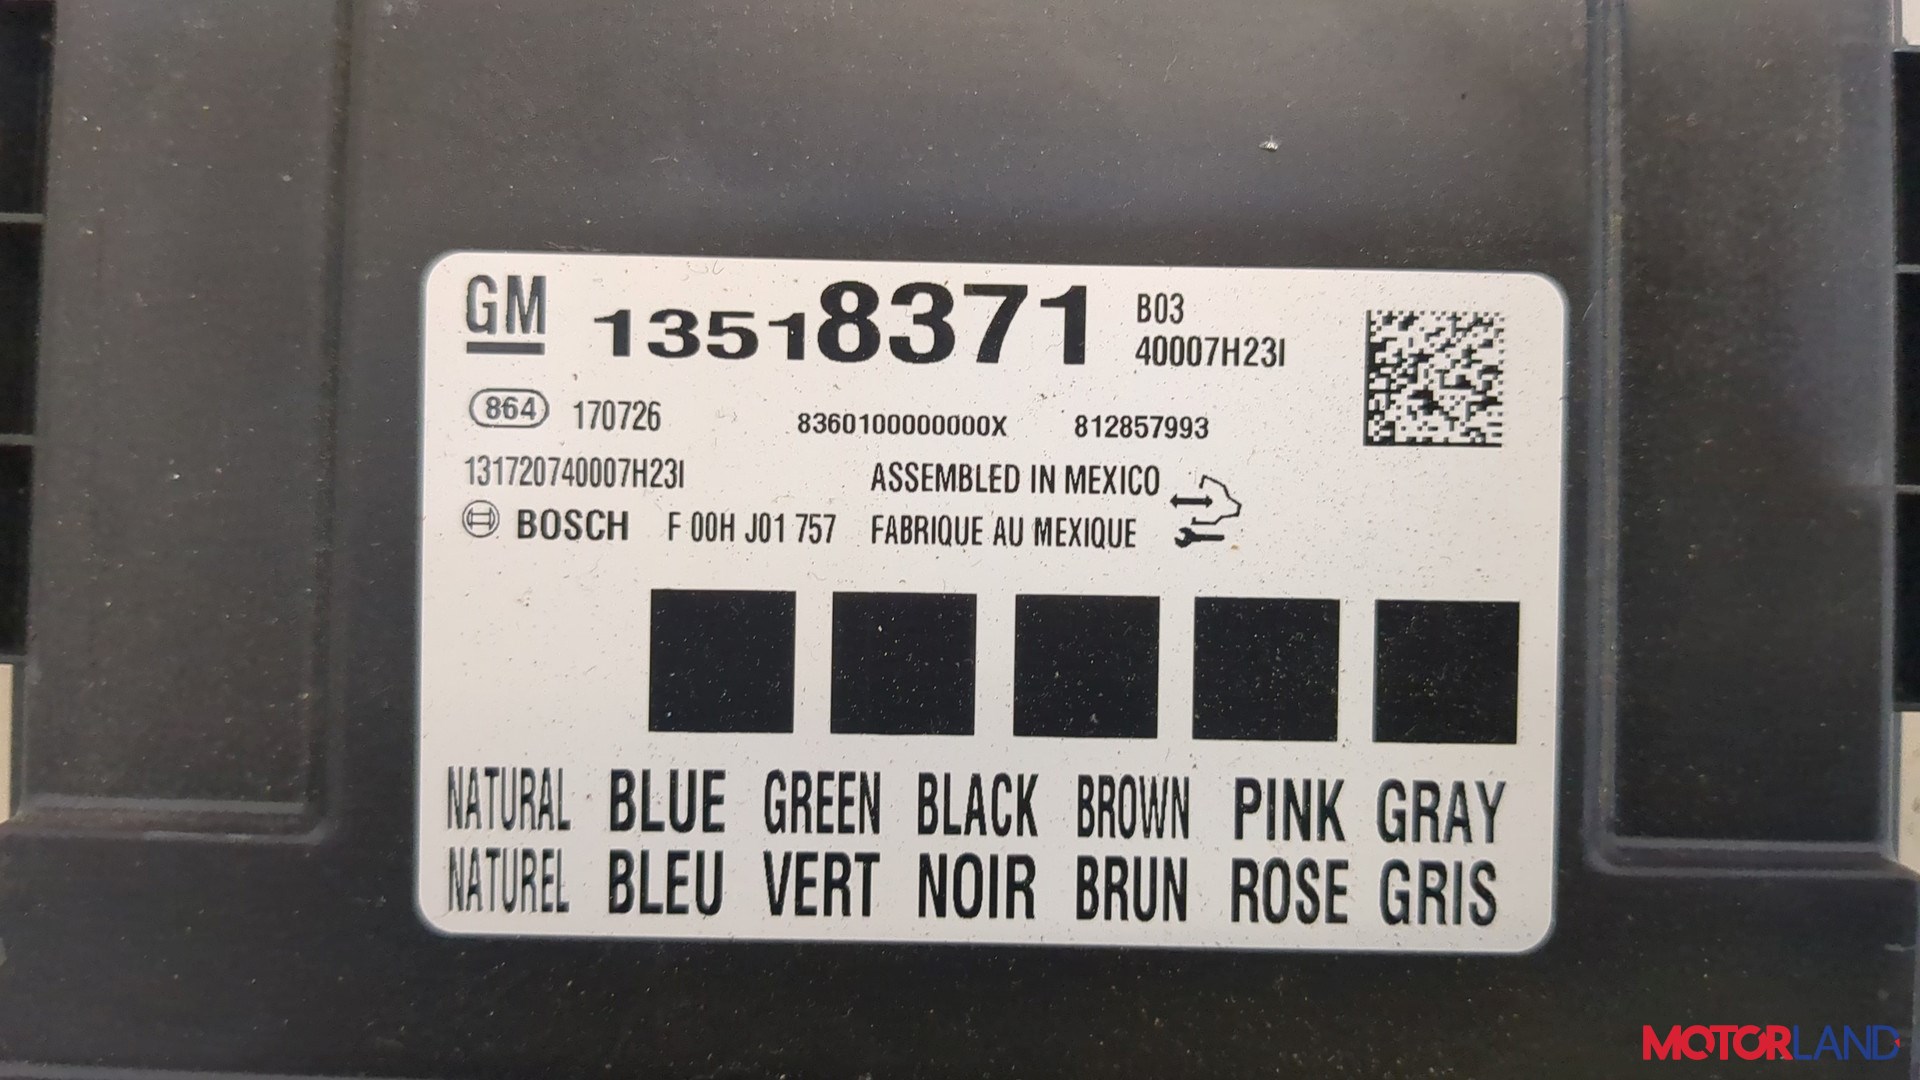 GM 13518371 B03
40007H23I
864 170726 8360100000000X 812857993
131720740007H23I ASSEMBLED IN MEXICO
BOSCH F 00H J01 757 FABRIQUE AU MEXIQUE
NATURAL BLUE GREEN BLACK BROWN PINK GRAY
NATUREL BLEU VERT NOIR BRUN ROSE GRIS
MOTORLAND